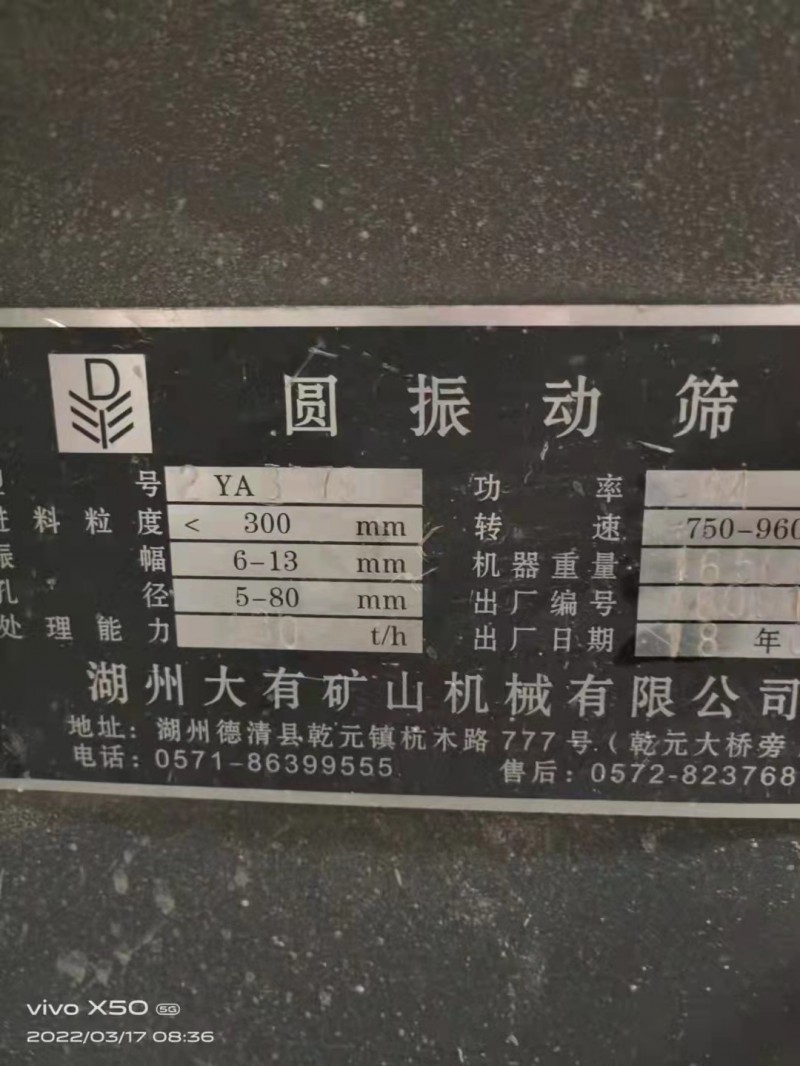 D
圆振动筛
号 2 YA
功率
进料粒度 < 300 mm
转速 750-960
振幅 6-13 mm
机器重量
孔径 5-80 mm
出厂编号
处理能力 t/h
出厂日期 18 年
湖州大有矿山机械有限公司
地址：湖州德清县乾元镇杭木路777号（乾元大桥旁
电话：0571-86399555
售后：0572-823768
vivo X50 5G
2022/03/17 08:36